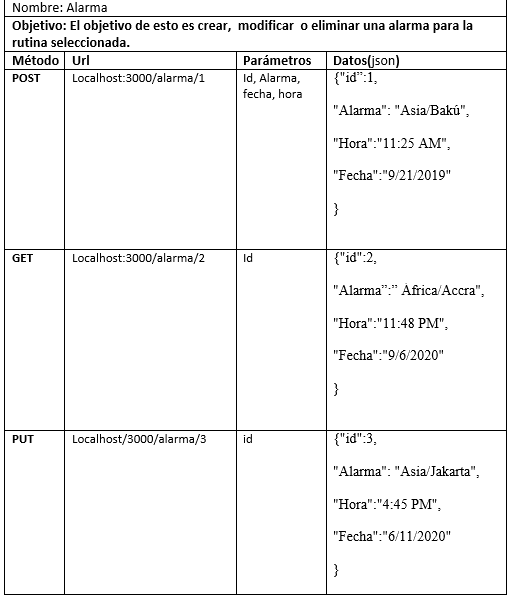 Nombre: Alarma
Objetivo: El objetivo de esto es crear, modificar o eliminar una alarma para la
rutina seleccionada.
Método Url Parámetros Datos(json)
POST Localhost:3000/alarma/1 Id, Alarma, {"id”:1,
fecha, hora
"Alarma": "Asia/Bakú",
"Hora":"11:25 AM",
"Fecha":"9/21/2019"
}
GET Localhost:3000/alarma/2 Id {"id":2,
"Alarma”:” África/Accra",
"Hora":"11:48 PM",
"Fecha":"9/6/2020"
}
PUT Localhost/3000/alarma/3 id {"id":3,
"Alarma": "Asia/Jakarta",
"Hora":"4:45 PM",
"Fecha":"6/11/2020"
}